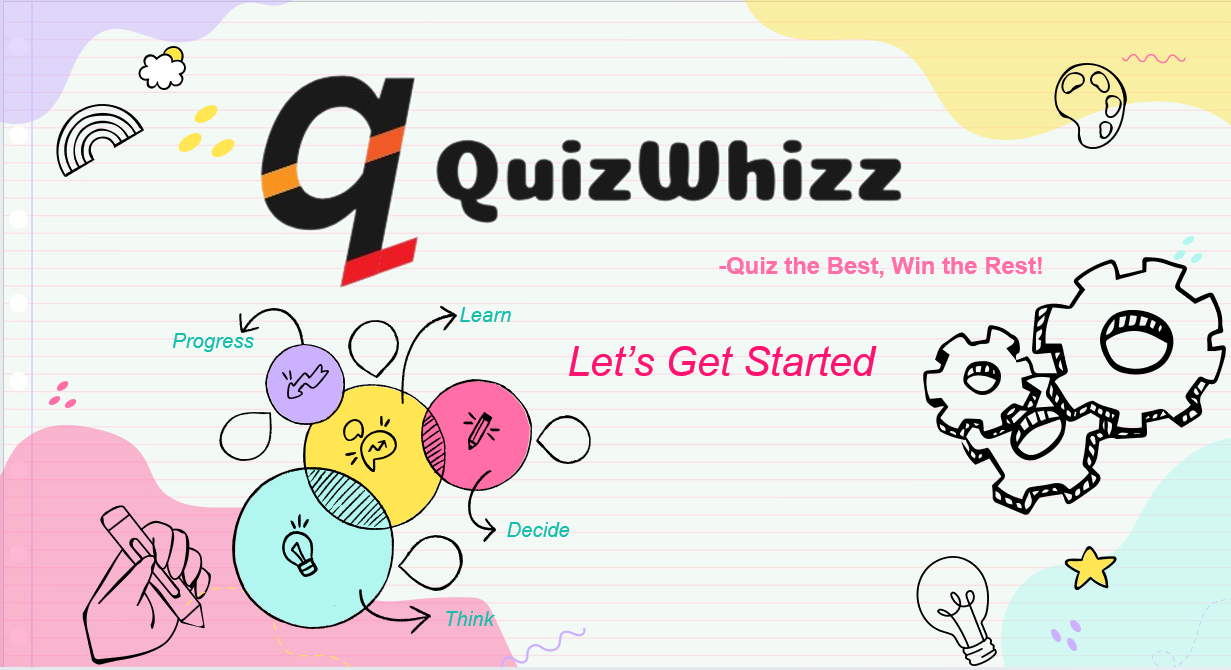 q QuizWhizz
-Quiz the Best, Win the Rest!
Learn
Progress
Let’s Get Started
Decide
Think